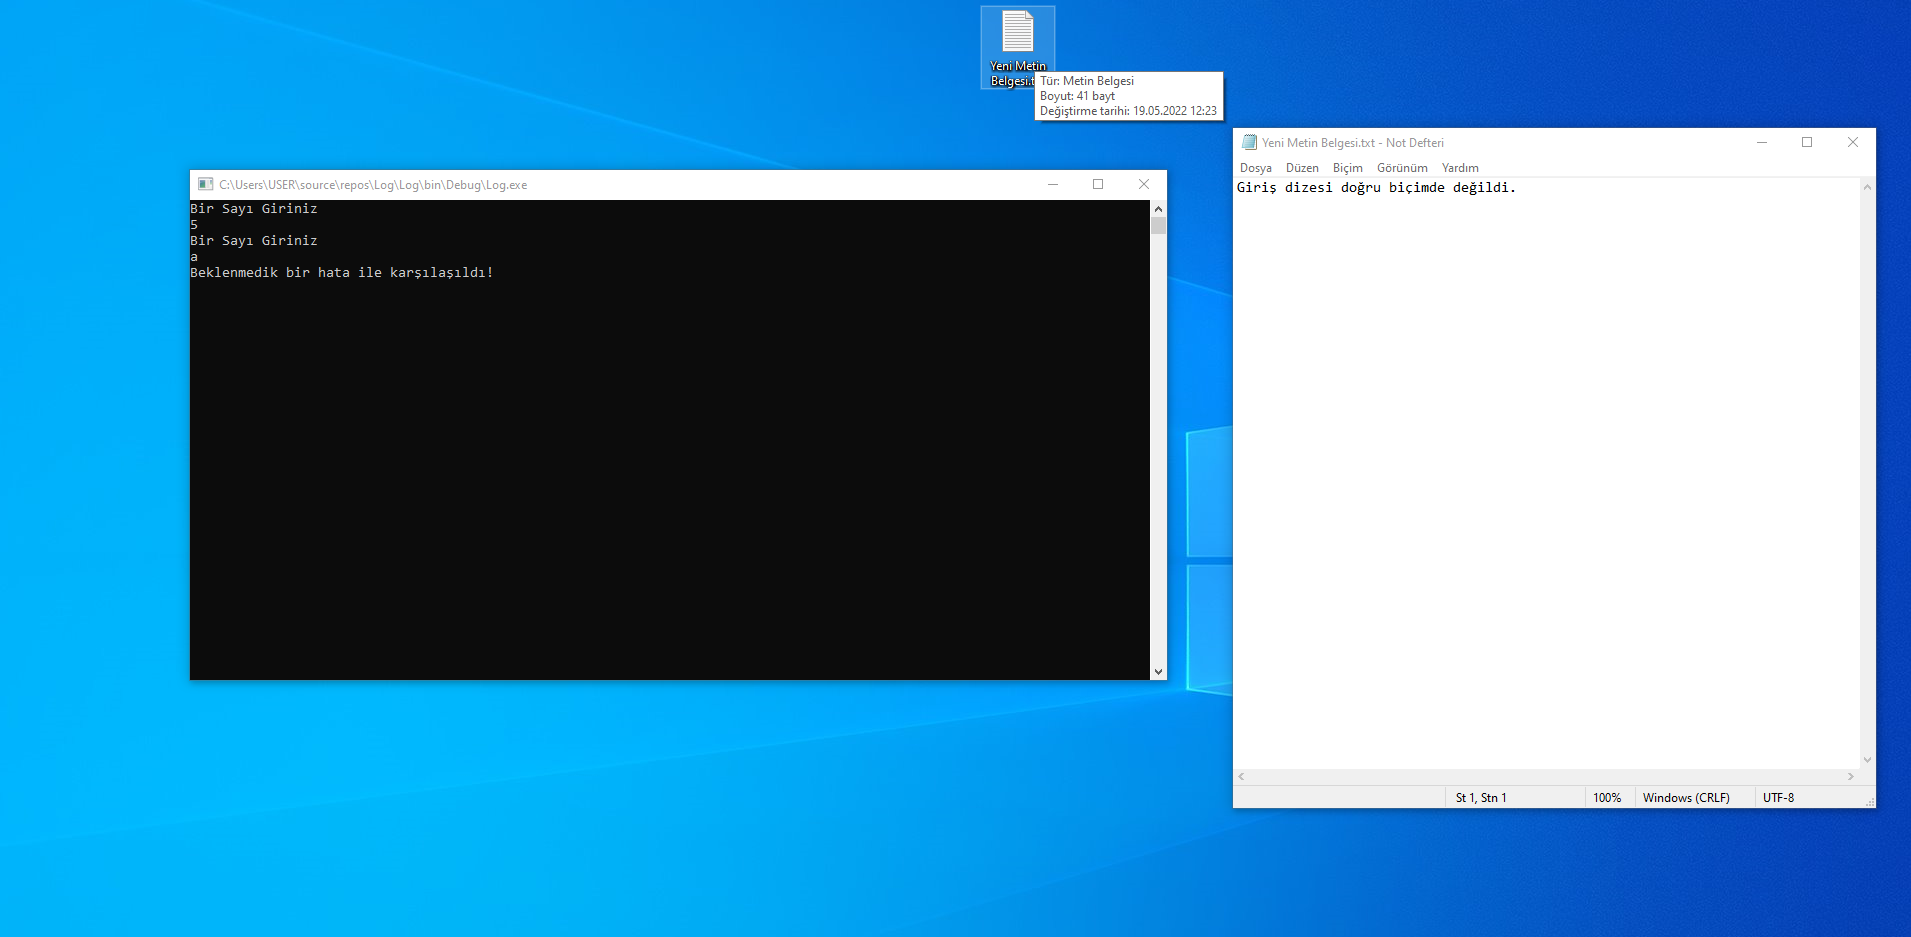 Yeni Metin
Belgesi.t
Tür: Metin Belgesi
Boyut: 41 bayt
Değiştirme tarihi: 19.05.2022 12:23
C:\Users\USER\source\repos\Log\Log\bin\Debug\Log.exe
Bir Sayı Giriniz
5
Bir Sayı Giriniz
a
Beklenmedik bir hata ile karşılaşıldı!
Yeni Metin Belgesi.txt - Not Defteri
Dosya Düzen Biçim Görünüm Yardım
Giriş dizesi doğru biçimde değildi.
St 1, Stn 1 100% Windows (CRLF) UTF-8